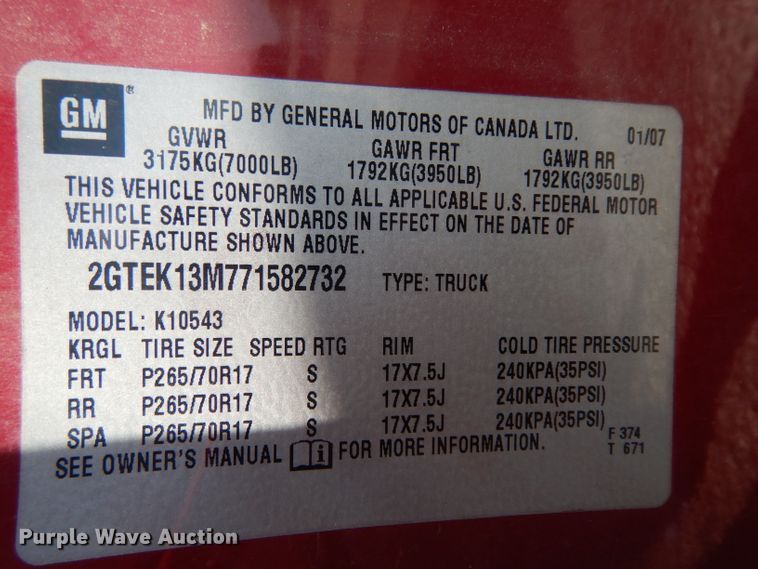 GM ®
MFD BY GENERAL MOTORS OF CANADA LTD. 01/07
GVWR GAWR FRT GAWR RR
3175KG(7000LB) 1792KG(3950LB) 1792KG(3950LB)
THIS VEHICLE CONFORMS TO ALL APPLICABLE U.S. FEDERAL MOTOR
VEHICLE SAFETY STANDARDS IN EFFECT ON THE DATE OF
MANUFACTURE SHOWN ABOVE.
2GTEK13M771582732 TYPE: TRUCK
MODEL: K10543
KRGL TIRE SIZE SPEED RTG RIM COLD TIRE PRESSURE
FRT P265/70R17 S 17X7.5J 240KPA(35PSI)
RR P265/70R17 S 17X7.5J 240KPA(35PSI)
SPA P265/70R17 S 17X7.5J 240KPA(35PSI) F 374
SEE OWNER'S MANUAL i FOR MORE INFORMATION. T 671
Purple Wave Auction